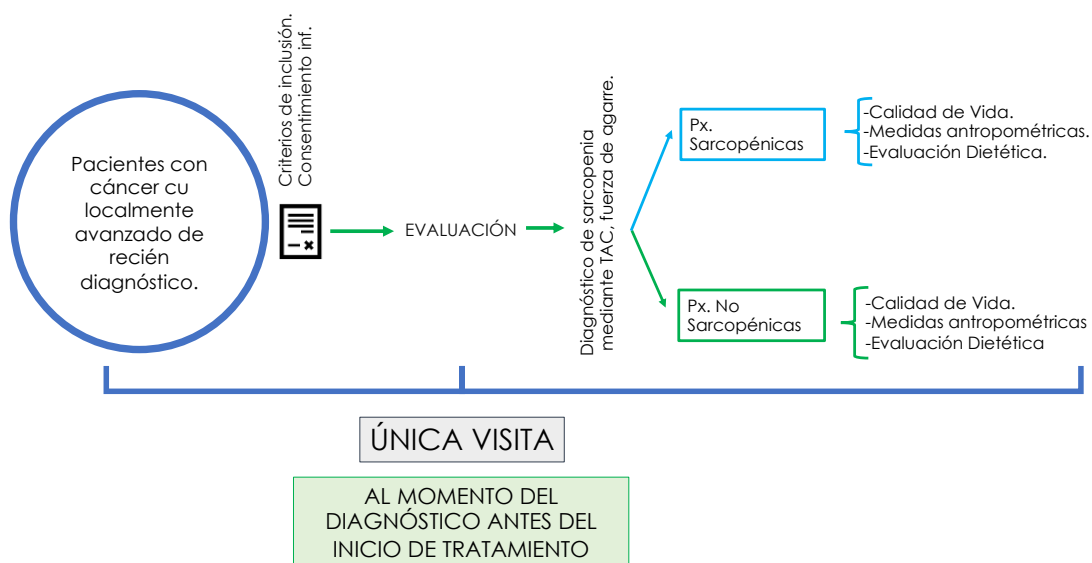 Pacientes con
cáncer cu
localmente
avanzado de
recién
diagnóstico.
Criterios de inclusión.
Consentimiento inf.
EVALUACIÓN
Diagnóstico de sarcopenia
mediante TAC, fuerza de agarre.
Px.
Sarcopénicas
-Calidad de Vida.
-Medidas antropométricas.
-Evaluación Dietética.
Px. No
Sarcopénicas
-Calidad de Vida.
-Medidas antropométricas
-Evaluación Dietética
ÚNICA VISITA
AL MOMENTO DEL
DIAGNÓSTICO ANTES DEL
INICIO DE TRATAMIENTO